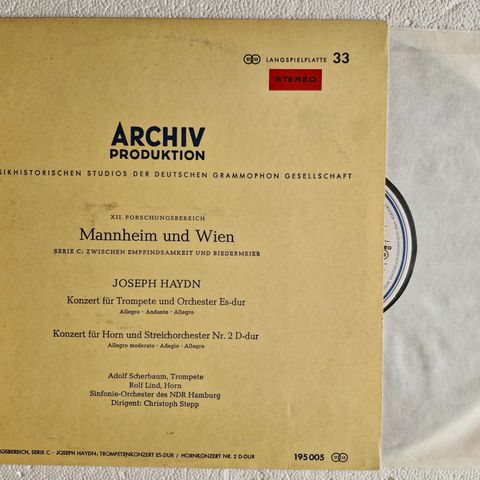 LANGSPIELPLATTE 33
STEREO
ARCHIV
PRODUKTION
SIKHISTORISCHEN STUDIOS DER DEUTSCHEN GRAMMOPHON GESELLSCHAFT
XII. FORSCHUNGSBEREICH
Mannheim und Wien
SERIE C: ZWISCHEN EMPFINDSAMKEIT UND BIEDERMEIER
JOSEPH HAYDN
Konzert für Trompete und Orchester Es-dur
Allegro · Andante · Allegro
Konzert für Horn und Streichorchester Nr. 2 D-dur
Allegro moderato · Adagio · Allegro
Adolf Scherbaum, Trompete
Rolf Lind, Horn
Sinfonie-Orchester des NDR Hamburg
Dirigent: Christoph Stepp
NGSBEREICH, SERIE C · JOSEPH HAYDN: TROMPETENKONZERT ES-DUR / HORNKONZERT NR. 2 D-DUR 195 005 33